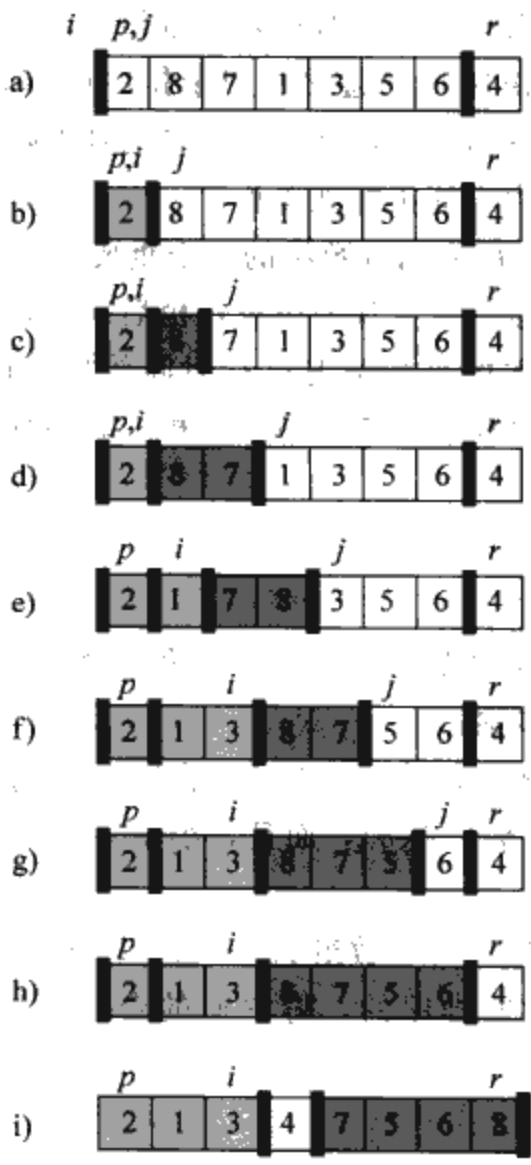 i p,j r
a) 2 8 7 1 3 5 6 4
p,i j r
b) 2 8 7 1 3 5 6 4
p,i j r
c) 2 7 1 3 5 6 4
p,i j r
d) 2 8 7 1 3 5 6 4
p i j r
e) 2 1 7 8 3 5 6 4
p i j r
f) 2 1 3 8 7 5 6 4
p i j r
g) 2 1 3 8 7 5 6 4
p i r
h) 2 1 3 8 7 5 6 4
p i r
i) 2 1 3 4 7 5 6 8